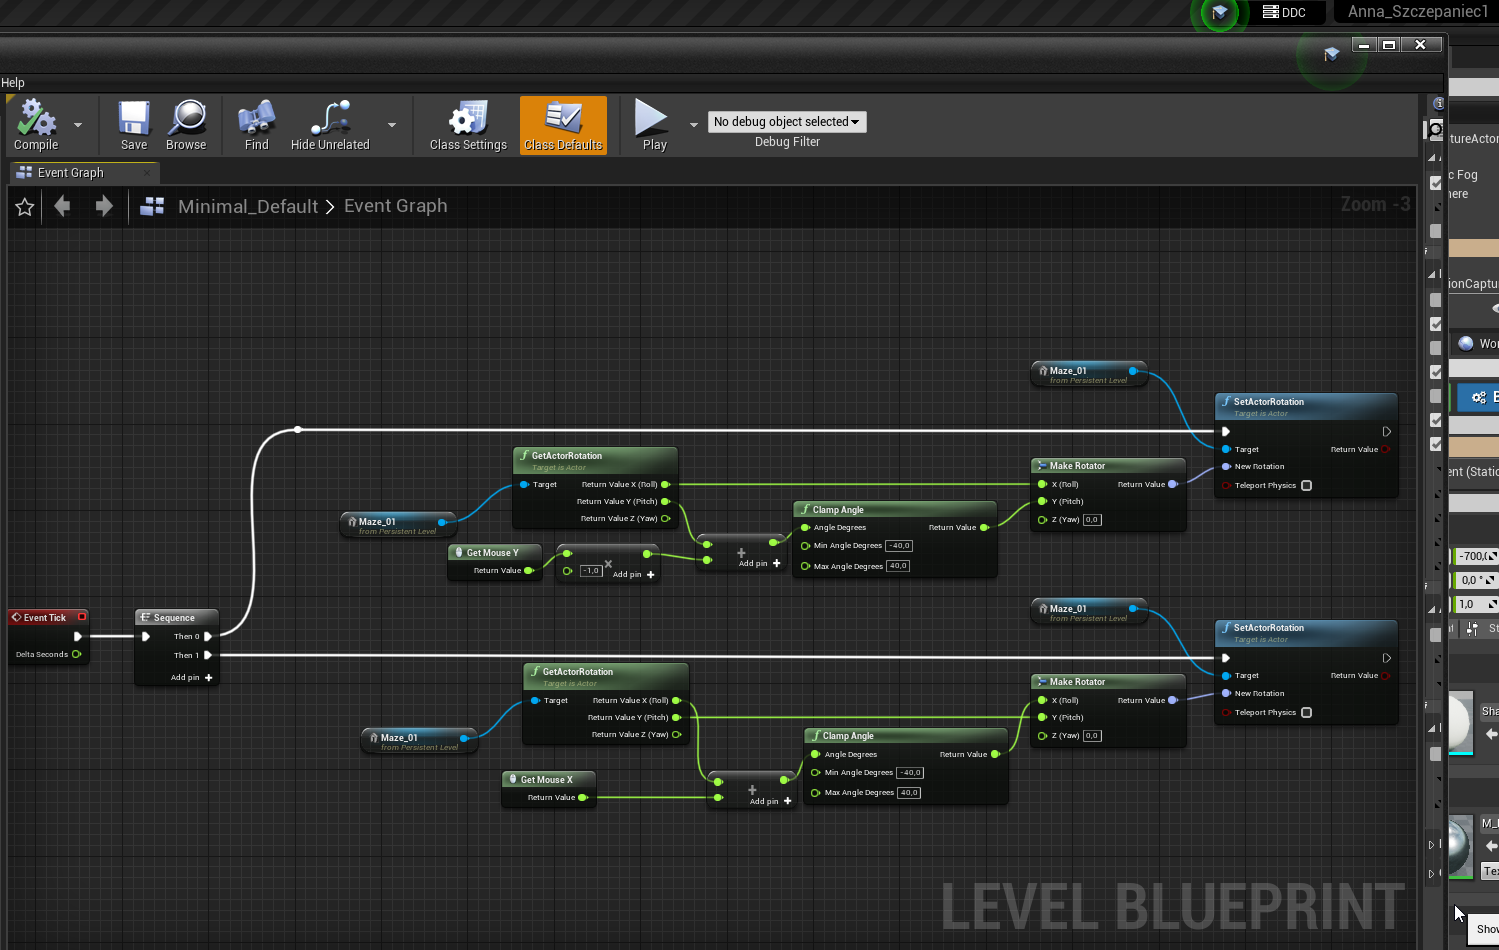 DDC
Anna_Szczepaniec1
Help
Compile
Save
Browse
Find
Hide Unrelated
Class Settings
Class Defaults
Play
No debug object selected
Debug Filter
Event Graph
Minimal_Default > Event Graph
Zoom -3
tureActor
c Fog
here
ionCaptu
Wor
ent (Static
-700,0
0,0 °
1,0
St
Sha
M_
Tex
Show
Maze_01
from Persistent Level
SetActorRotation
Target is Actor
Target
Return Value
New Rotation
Teleport Physics
GetActorRotation
Target is Actor
Target
Return Value X (Roll)
Return Value Y (Pitch)
Return Value Z (Yaw)
Make Rotator
X (Roll)
Return Value
Y (Pitch)
Z (Yaw) 0,0
Maze_01
from Persistent Level
Get Mouse Y
Return Value
-1,0
Add pin +
+
Add pin +
Clamp Angle
Angle Degrees
Return Value
Min Angle Degrees -40,0
Max Angle Degrees 40,0
Event Tick
Delta Seconds
Sequence
Then 0
Then 1
Add pin +
Maze_01
from Persistent Level
SetActorRotation
Target is Actor
Target
Return Value
New Rotation
Teleport Physics
GetActorRotation
Target is Actor
Target
Return Value X (Roll)
Return Value Y (Pitch)
Return Value Z (Yaw)
Make Rotator
X (Roll)
Return Value
Y (Pitch)
Z (Yaw) 0,0
Maze_01
from Persistent Level
Get Mouse X
Return Value
+
Add pin +
Clamp Angle
Angle Degrees
Return Value
Min Angle Degrees -40,0
Max Angle Degrees 40,0
LEVEL BLUEPRINT